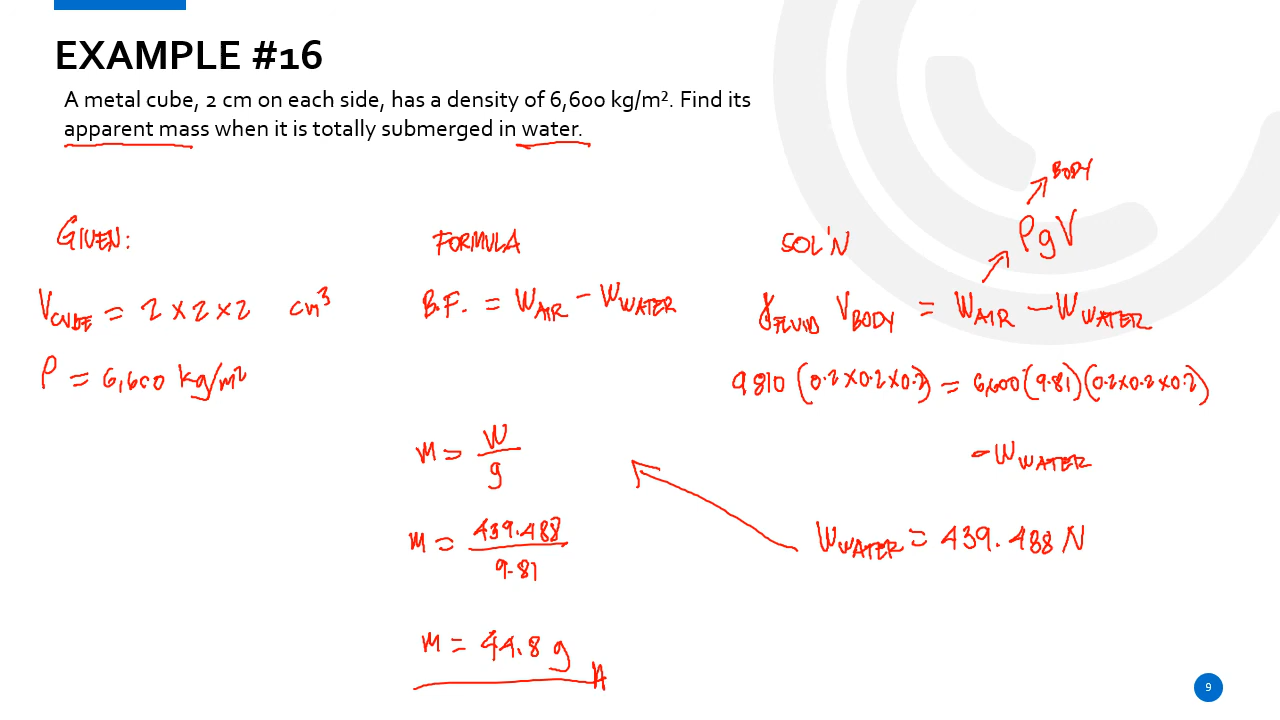 EXAMPLE #16
A metal cube, 2 cm on each side, has a density of 6,600 kg/m². Find its
apparent mass when it is totally submerged in water.
GIVEN:
V_CUBE = 2 × 2 × 2 cm³
ρ = 6,600 kg/m²
FORMULA
B.F. = W_AIR − W_WATER
m = W/g
m = 439.488/9.81
m = 44.8 g
A
SOL'N
BODY
ρgV
γ_FLUID V_BODY = W_AIR − W_WATER
9810 (0.2×0.2×0.2) = 6,600(9.81)(0.2×0.2×0.2)
− W_WATER
W_WATER = 439.488 N
9